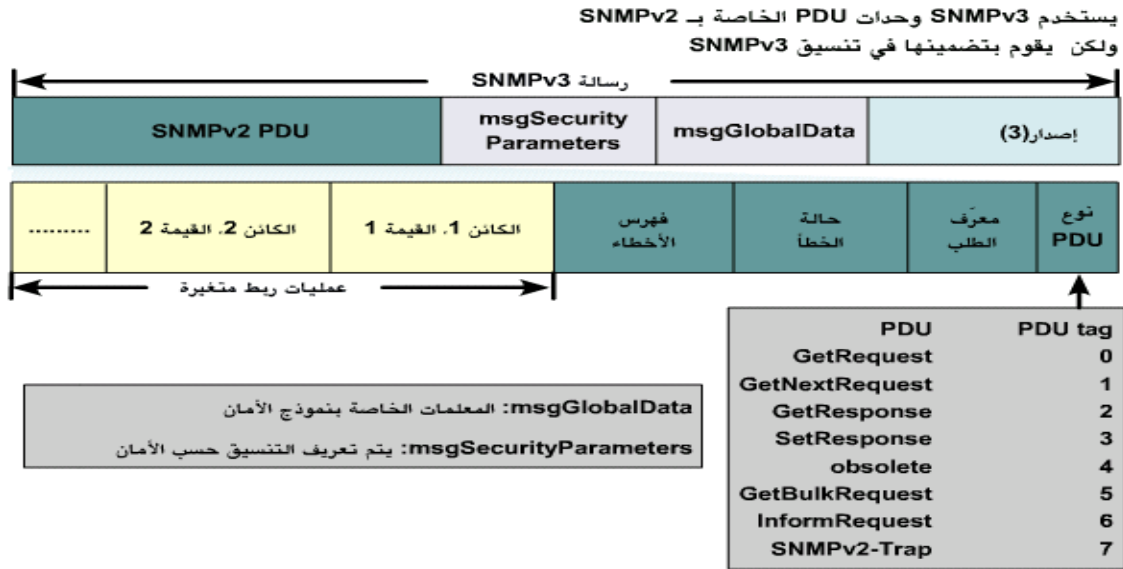 يستخدم SNMPv3 وحدات PDU الخاصة بـ SNMPv2
ولكن يقوم بتضمينها في تنسيق SNMPv3
رسالة SNMPv3
إصدار(3)
msgGlobalData
msgSecurity
Parameters
SNMPv2 PDU
نوع
PDU
معرّف
الطلب
حالة
الخطأ
فهرس
الأخطاء
الكائن 1. القيمة 1
الكائن 2. القيمة 2
.........
عمليات ربط متغيرة
PDU tag PDU
0 GetRequest
1 GetNextRequest
2 GetResponse
3 SetResponse
4 obsolete
5 GetBulkRequest
6 InformRequest
7 SNMPv2-Trap
msgGlobalData: المعلمات الخاصة بنموذج الأمان
msgSecurityParameters: يتم تعريف التنسيق حسب الأمان